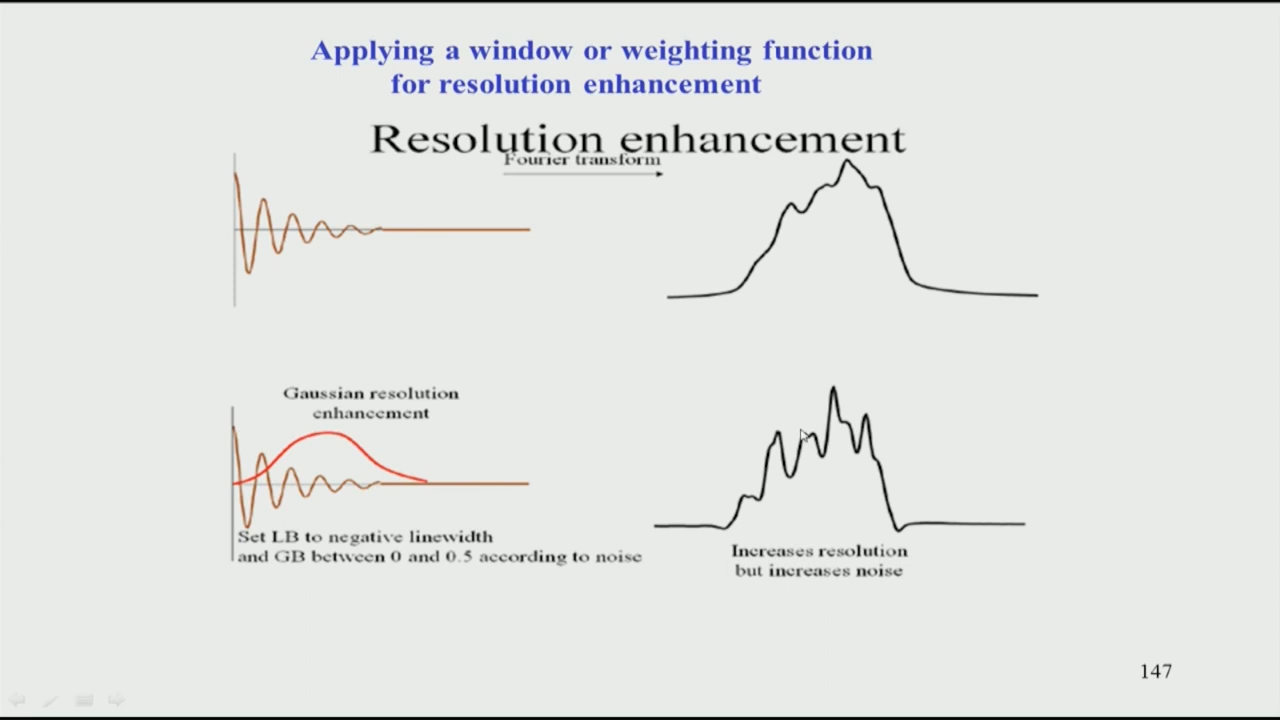 Applying a window or weighting function
for resolution enhancement
Resolution enhancement
Fourier transform
Gaussian resolution
enhancement
Set LB to negative linewidth
and GB between 0 and 0.5 according to noise
Increases resolution
but increases noise
147